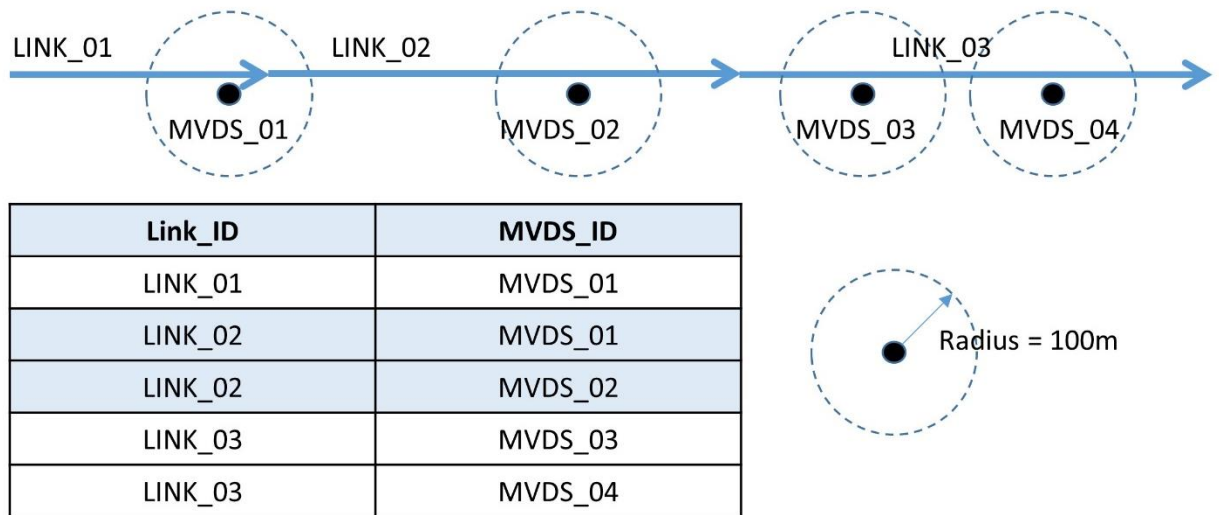 LINK_01
LINK_02
LINK_03
MVDS_01
MVDS_02
MVDS_03
MVDS_04
Link_ID MVDS_ID
LINK_01 MVDS_01
LINK_02 MVDS_01
LINK_02 MVDS_02
LINK_03 MVDS_03
LINK_03 MVDS_04
Radius = 100m